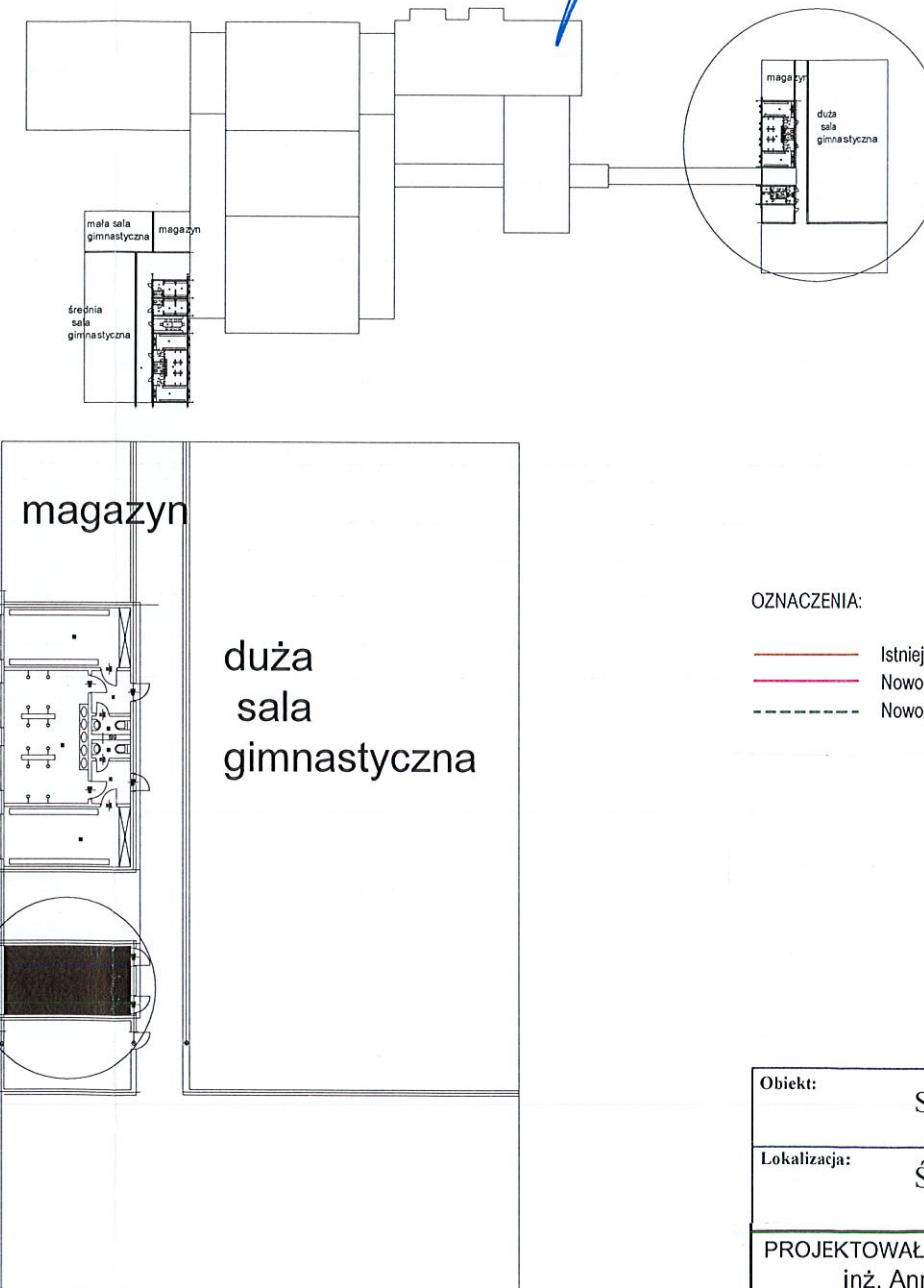 magazyn
duża
sala
gimnastyczna
mała sala
gimnastyczna
magazyn
średnia
sala
gimnastyczna
magazyn
duża
sala
gimnastyczna
OZNACZENIA:
Istniej
Nowo
Nowo
Obiekt:
S
Lokalizacja:
Ś
PROJEKTOWAŁ
inż. Ann